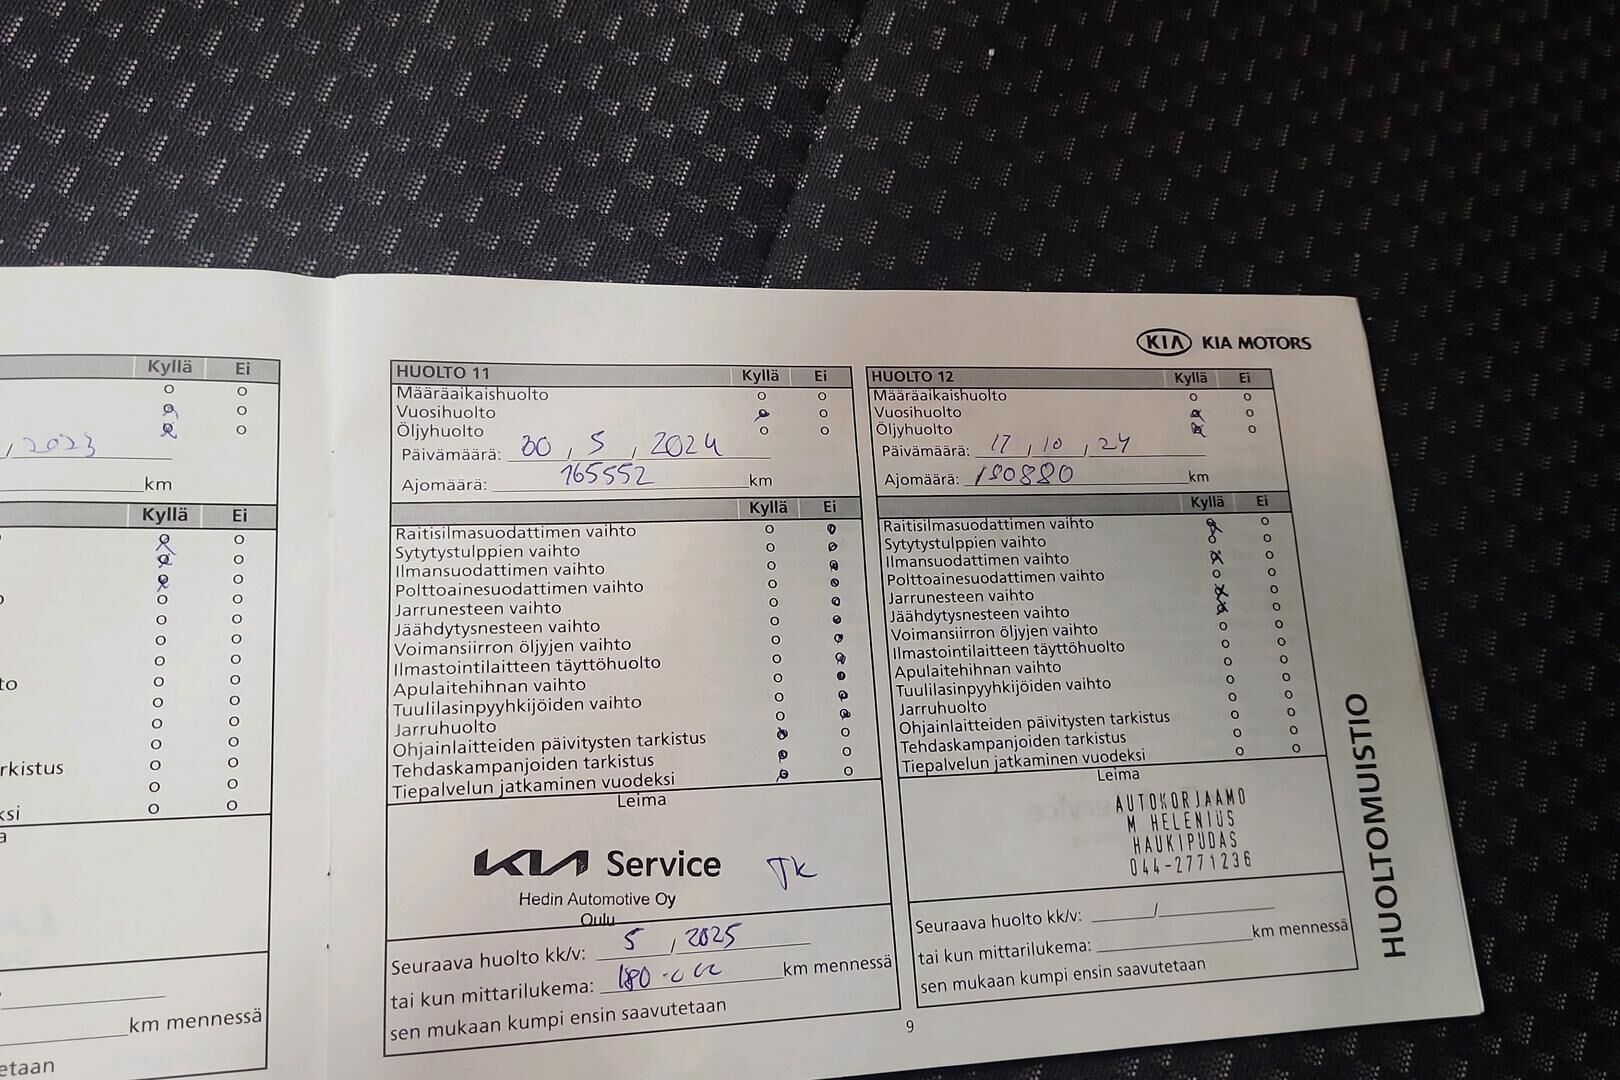 Kyllä Ei
, 2023
km
Kyllä Ei
to
rkistus
ksi
a
km mennessä
etaan
KIA KIA MOTORS
HUOLTO 11 Kyllä Ei
Määräaikaishuolto
Vuosihuolto
Öljyhuolto
Päivämäärä: 30 , 5 , 2024
Ajomäärä: 165552 km
Kyllä Ei
Raitisilmasuodattimen vaihto
Sytytystulppien vaihto
Ilmansuodattimen vaihto
Polttoainesuodattimen vaihto
Jarrunesteen vaihto
Jäähdytysnesteen vaihto
Voimansiirron öljyjen vaihto
Ilmastointilaitteen täyttöhuolto
Apulaitehihnan vaihto
Tuulilasinpyyhkijöiden vaihto
Jarruhuolto
Ohjainlaitteiden päivitysten tarkistus
Tehdaskampanjoiden tarkistus
Tiepalvelun jatkaminen vuodeksi
Leima
KIA Service TK
Hedin Automotive Oy
Oulu
Seuraava huolto kk/v: 5 , 2025
tai kun mittarilukema: 180 km mennessä
sen mukaan kumpi ensin saavutetaan
HUOLTO 12 Kyllä Ei
Määräaikaishuolto
Vuosihuolto
Öljyhuolto
Päivämäärä: 17 , 10 , 24
Ajomäärä: 180880 km
Kyllä Ei
Raitisilmasuodattimen vaihto
Sytytystulppien vaihto
Ilmansuodattimen vaihto
Polttoainesuodattimen vaihto
Jarrunesteen vaihto
Jäähdytysnesteen vaihto
Voimansiirron öljyjen vaihto
Ilmastointilaitteen täyttöhuolto
Apulaitehihnan vaihto
Tuulilasinpyyhkijöiden vaihto
Jarruhuolto
Ohjainlaitteiden päivitysten tarkistus
Tehdaskampanjoiden tarkistus
Tiepalvelun jatkaminen vuodeksi
Leima
AUTOKORJAAMO
M HELENIUS
HAUKIPUDAS
044-2771236
Seuraava huolto kk/v: /
tai kun mittarilukema: km mennessä
sen mukaan kumpi ensin saavutetaan
9
HUOLTOMUISTIO